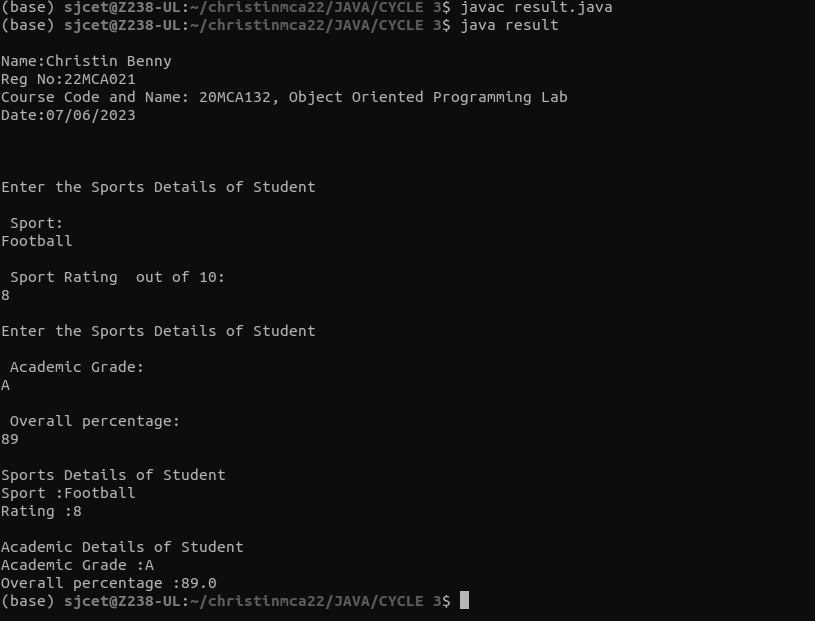 (base) sjcet@Z238-UL:~/christinmca22/JAVA/CYCLE 3$ javac result.java
(base) sjcet@Z238-UL:~/christinmca22/JAVA/CYCLE 3$ java result
Name:Christin Benny
Reg No:22MCA021
Course Code and Name: 20MCA132, Object Oriented Programming Lab
Date:07/06/2023
Enter the Sports Details of Student
Sport:
Football
Sport Rating  out of 10:
8
Enter the Sports Details of Student
Academic Grade:
A
Overall percentage:
89
Sports Details of Student
Sport :Football
Rating :8
Academic Details of Student
Academic Grade :A
Overall percentage :89.0
(base) sjcet@Z238-UL:~/christinmca22/JAVA/CYCLE 3$